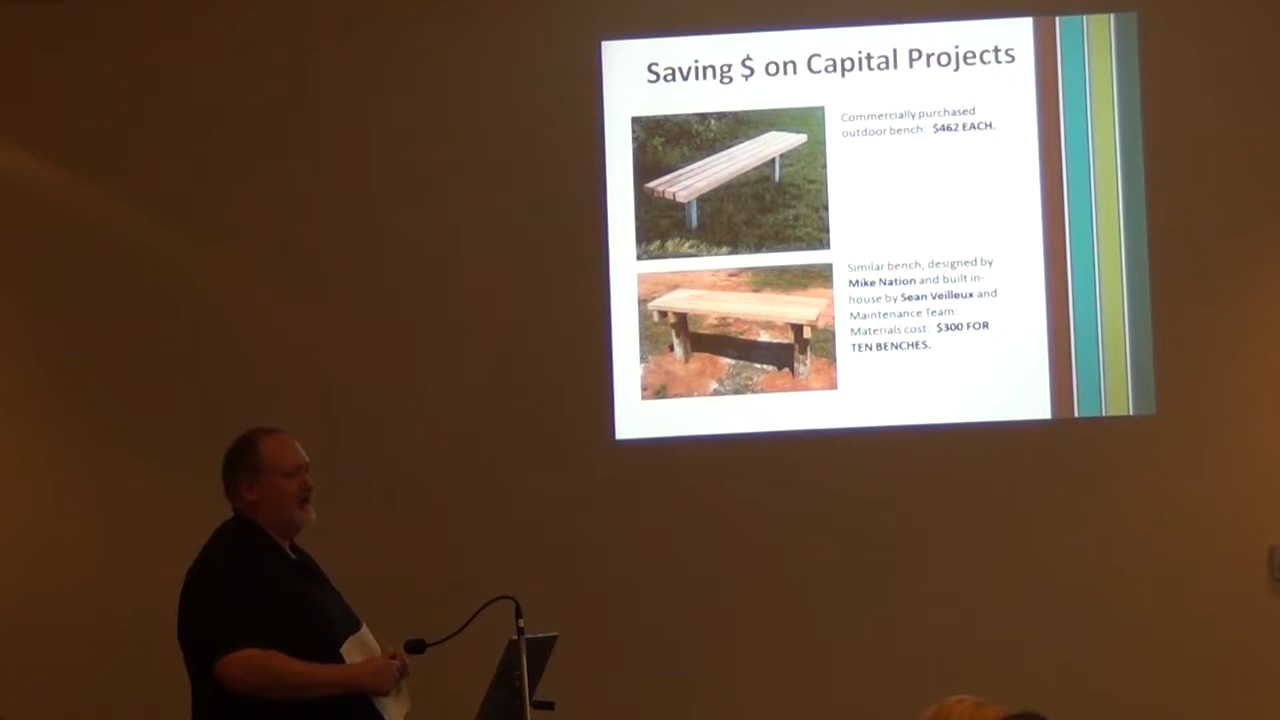 Saving $ on Capital Projects
Commercially purchased
outdoor bench: $462 EACH.
Similar bench, designed by
Mike Nation and built in-
house by Sean Veilleux and
Maintenance Team:
Materials cost: $300 FOR
TEN BENCHES.